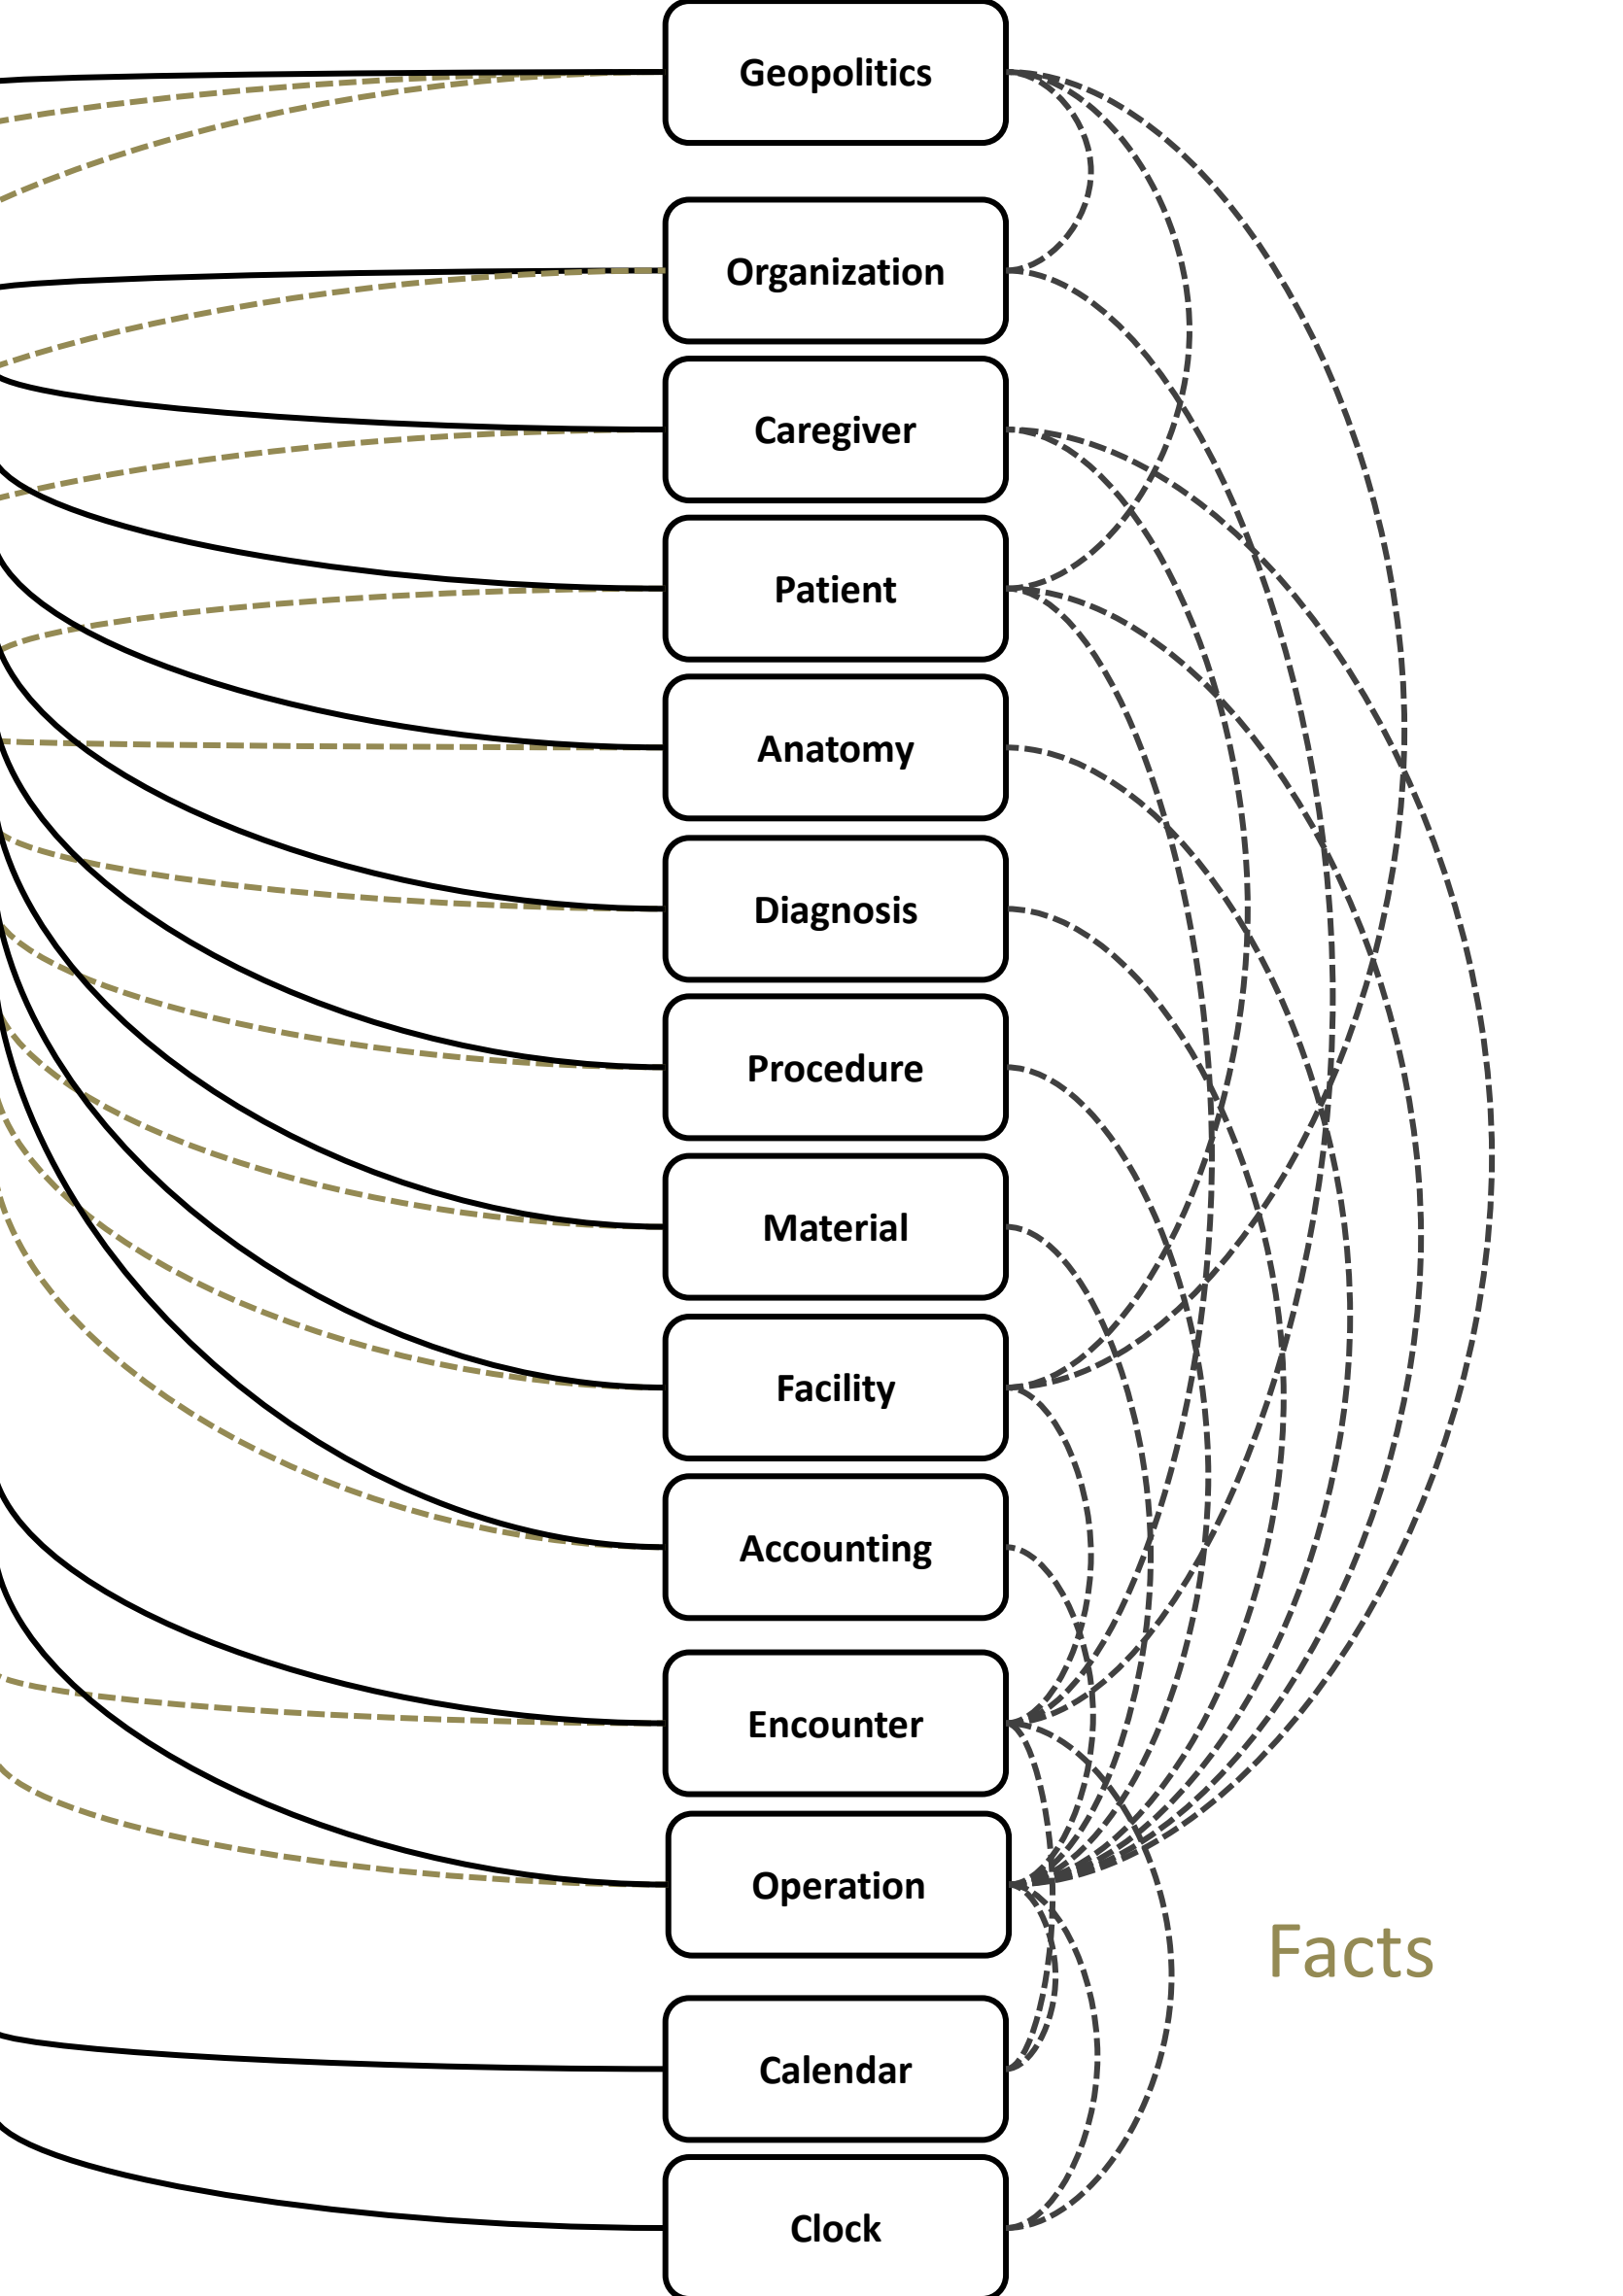 Geopolitics
Organization
Caregiver
Patient
Anatomy
Diagnosis
Procedure
Material
Facility
Accounting
Encounter
Operation
Facts
Calendar
Clock